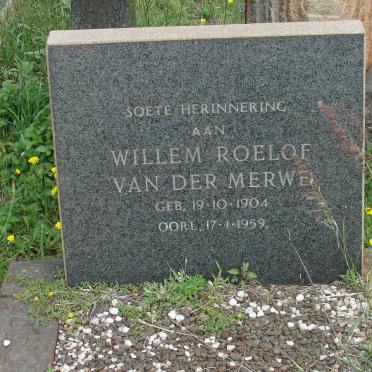 SOETE HERINNERING
AAN
WILLEM ROELOF
VAN DER MERWE
GEB. 19·10·1904
OORL. 17·1·1959.